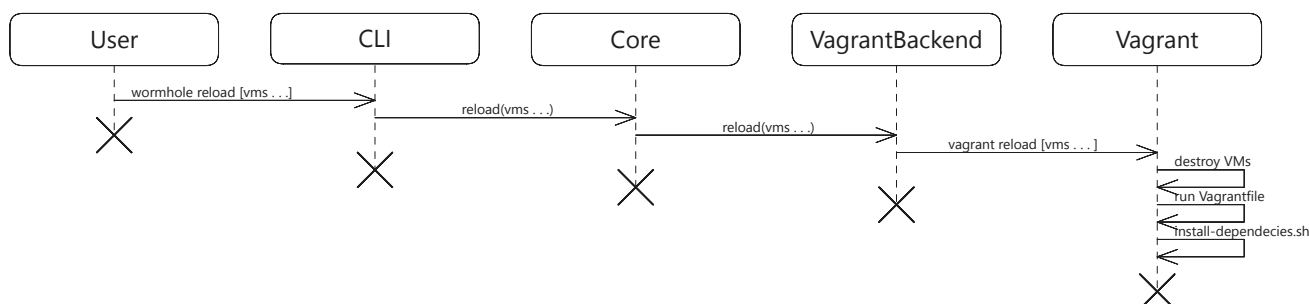 User
CLI
Core
VagrantBackend
Vagrant
wormhole reload [vms . . .]
reload(vms . . .)
reload(vms . . .)
vagrant reload [vms . . . ]
destroy VMs
run Vagrantfile
install-dependecies.sh